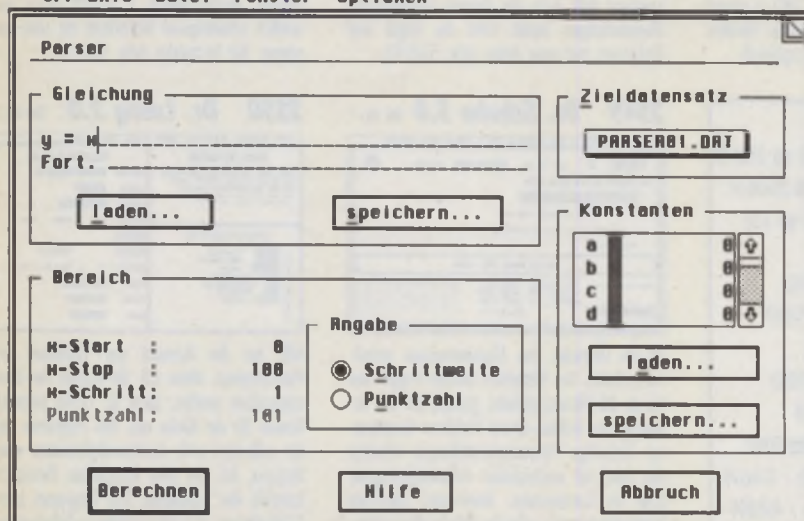 Parser
Gleichung
y = x
Fort.
laden...
speichern...
Zieldatensatz
PARSER01.DAT
Konstanten
a 0
b 0
c 0
d 0
laden...
speichern...
Bereich
x-Start : 0
x-Stop : 100
x-Schritt: 1
Punktzahl: 101
Angabe
Schrittweite
Punktzahl
Berechnen
Hilfe
Abbruch